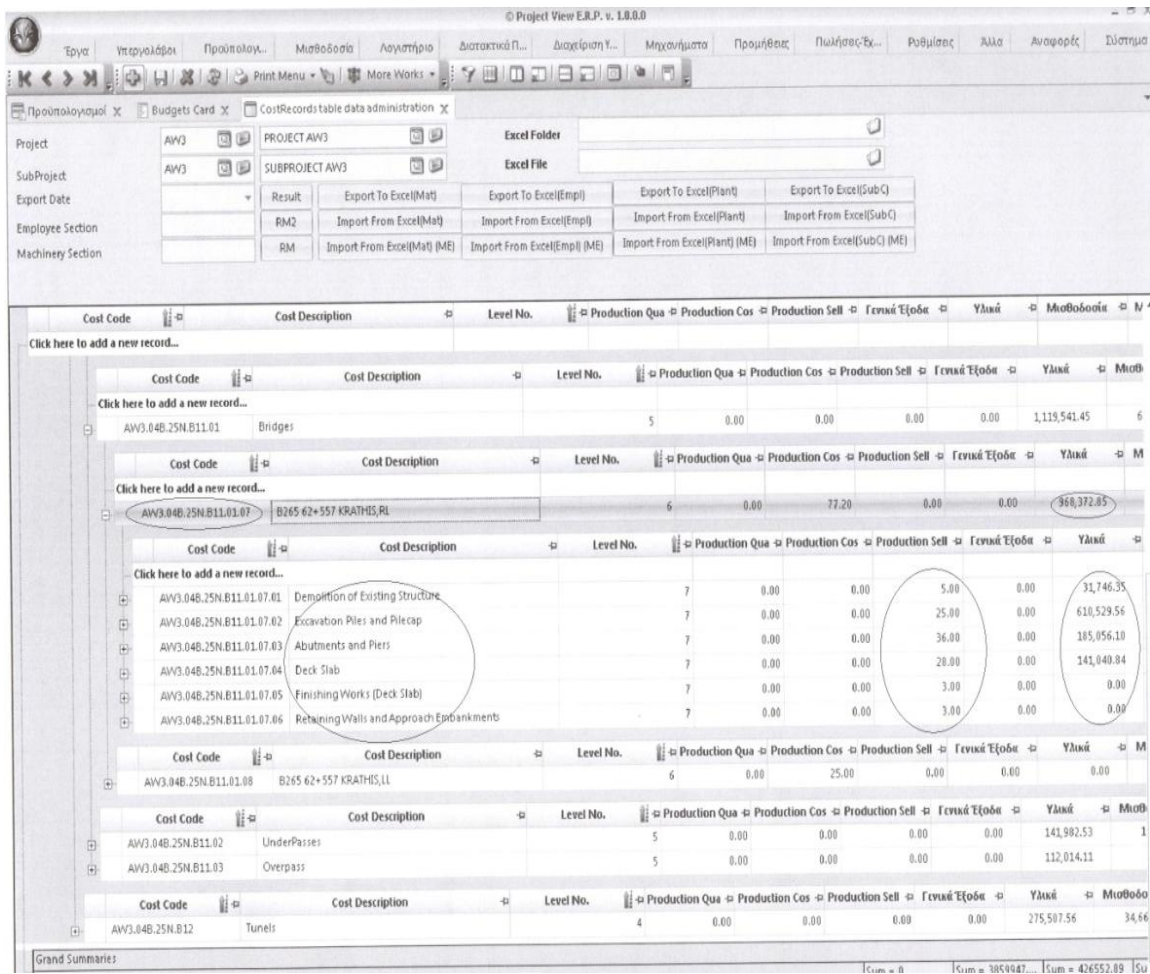 © Project View E.R.P. v. 1.0.0.0
Έργα Υπεργολάβοι Προϋπολογ... Μισθοδοσία Λογιστήριο Διατακτικά Π... Διαχείριση Υ... Μηχανήματα Προμήθειες Πωλήσεις-Έχ... Ρυθμίσεις Άλλα Αναφορές Σύστημα
Print Menu More Works
Προϋπολογισμοί X Budgets Card X CostRecords table data administration X
Project AW3 PROJECT AW3 Excel Folder
SubProject AW3 SUBPROJECT AW3 Excel File
Export Date Result Export To Excel(Mat) Export To Excel(Empl) Export To Excel(Plant) Export To Excel(SubC)
Employee Section RM2 Import From Excel(Mat) Import From Excel(Empl) Import From Excel(Plant) Import From Excel(SubC)
Machinery Section RM Import From Excel(Mat) (ME) Import From Excel(Empl) (ME) Import From Excel(Plant) (ME) Import From Excel(SubC) (ME)
Cost Code Cost Description Level No. Production Qua Production Cos Production Sell Γενικά Έξοδα Υλικά Μισθοδοσία Μ
Click here to add a new record...
Cost Code Cost Description Level No. Production Qua Production Cos Production Sell Γενικά Έξοδα Υλικά Μισθ
Click here to add a new record...
AW3.04B.25N.B11.01 Bridges 5 0.00 0.00 0.00 0.00 1,119,541.45 6
Cost Code Cost Description Level No. Production Qua Production Cos Production Sell Γενικά Έξοδα Υλικά Μ
Click here to add a new record...
AW3.04B.25N.B11.01.07 B265 62+557 KRATHIS,RL 6 0.00 77.20 0.00 0.00 968,372.85
Cost Code Cost Description Level No. Production Qua Production Cos Production Sell Γενικά Έξοδα Υλικά
Click here to add a new record...
AW3.04B.25N.B11.01.07.01 Demolition of Existing Structure 7 0.00 0.00 5.00 0.00 31,746.35
AW3.04B.25N.B11.01.07.02 Excavation Piles and Pilecap 7 0.00 0.00 25.00 0.00 610,529.56
AW3.04B.25N.B11.01.07.03 Abutments and Piers 7 0.00 0.00 36.00 0.00 185,056.10
AW3.04B.25N.B11.01.07.04 Deck Slab 7 0.00 0.00 28.00 0.00 141,040.84
AW3.04B.25N.B11.01.07.05 Finishing Works (Deck Slab) 7 0.00 0.00 3.00 0.00 0.00
AW3.04B.25N.B11.01.07.06 Retaining Walls and Approach Embankments 7 0.00 0.00 3.00 0.00 0.00
Cost Code Cost Description Level No. Production Qua Production Cos Production Sell Γενικά Έξοδα Υλικά Μ
AW3.04B.25N.B11.01.08 B265 62+557 KRATHIS,LL 6 0.00 25.00 0.00 0.00 0.00
Cost Code Cost Description Level No. Production Qua Production Cos Production Sell Γενικά Έξοδα Υλικά Μισθ
AW3.04B.25N.B11.02 UnderPasses 5 0.00 0.00 0.00 0.00 141,982.53 1
AW3.04B.25N.B11.03 Overpass 5 0.00 0.00 0.00 0.00 112,014.11
Cost Code Cost Description Level No. Production Qua Production Cos Production Sell Γενικά Έξοδα Υλικά Μισθοδο
AW3.04B.25N.B12 Tunels 4 0.00 0.00 0.00 0.00 275,507.56 34,66
Grand Summaries
Sum = 0 Sum = 3859947.... Sum = 426552.89 Su